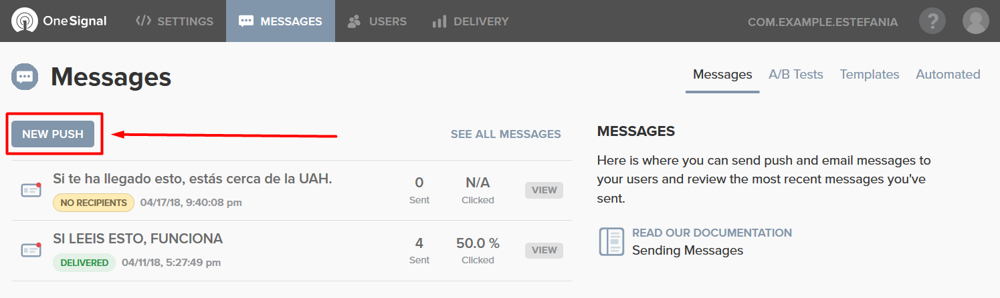 OneSignal
SETTINGS
MESSAGES
USERS
DELIVERY
COM.EXAMPLE.ESTEFANIA
?
Messages
Messages
A/B Tests
Templates
Automated
NEW PUSH
SEE ALL MESSAGES
Si te ha llegado esto, estás cerca de la UAH.
NO RECIPIENTS
04/17/18, 9:40:08 pm
0
Sent
N/A
Clicked
VIEW
SI LEEIS ESTO, FUNCIONA
DELIVERED
04/11/18, 5:27:49 pm
4
Sent
50.0 %
Clicked
VIEW
MESSAGES
Here is where you can send push and email messages to
your users and review the most recent messages you've
sent.
READ OUR DOCUMENTATION
Sending Messages